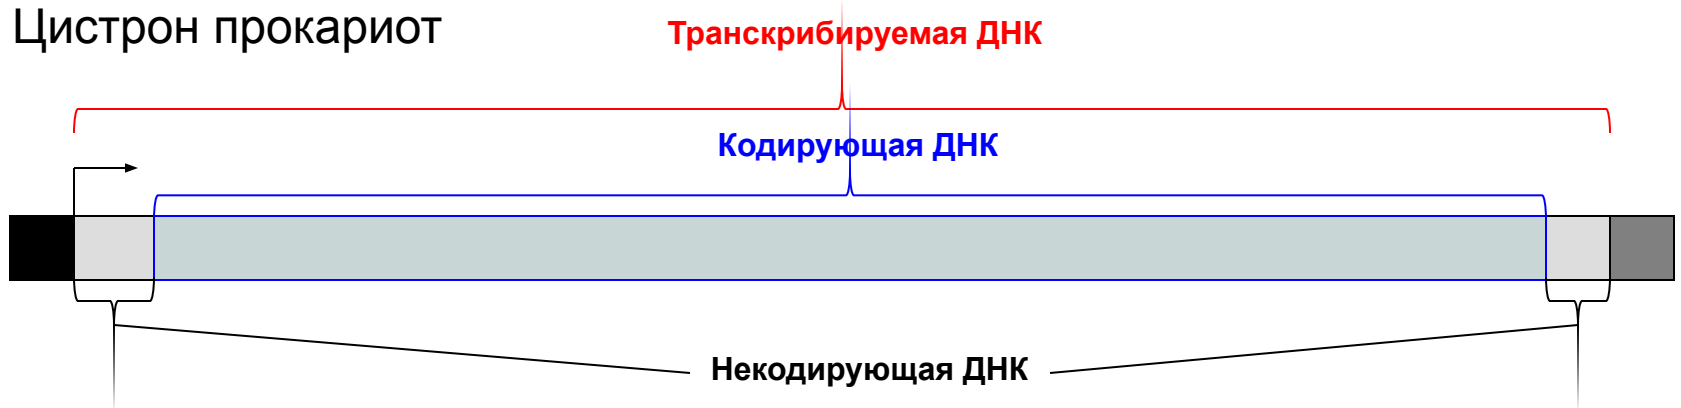 Цистрон прокариот
Транскрибируемая ДНК
Кодирующая ДНК
Некодирующая ДНК